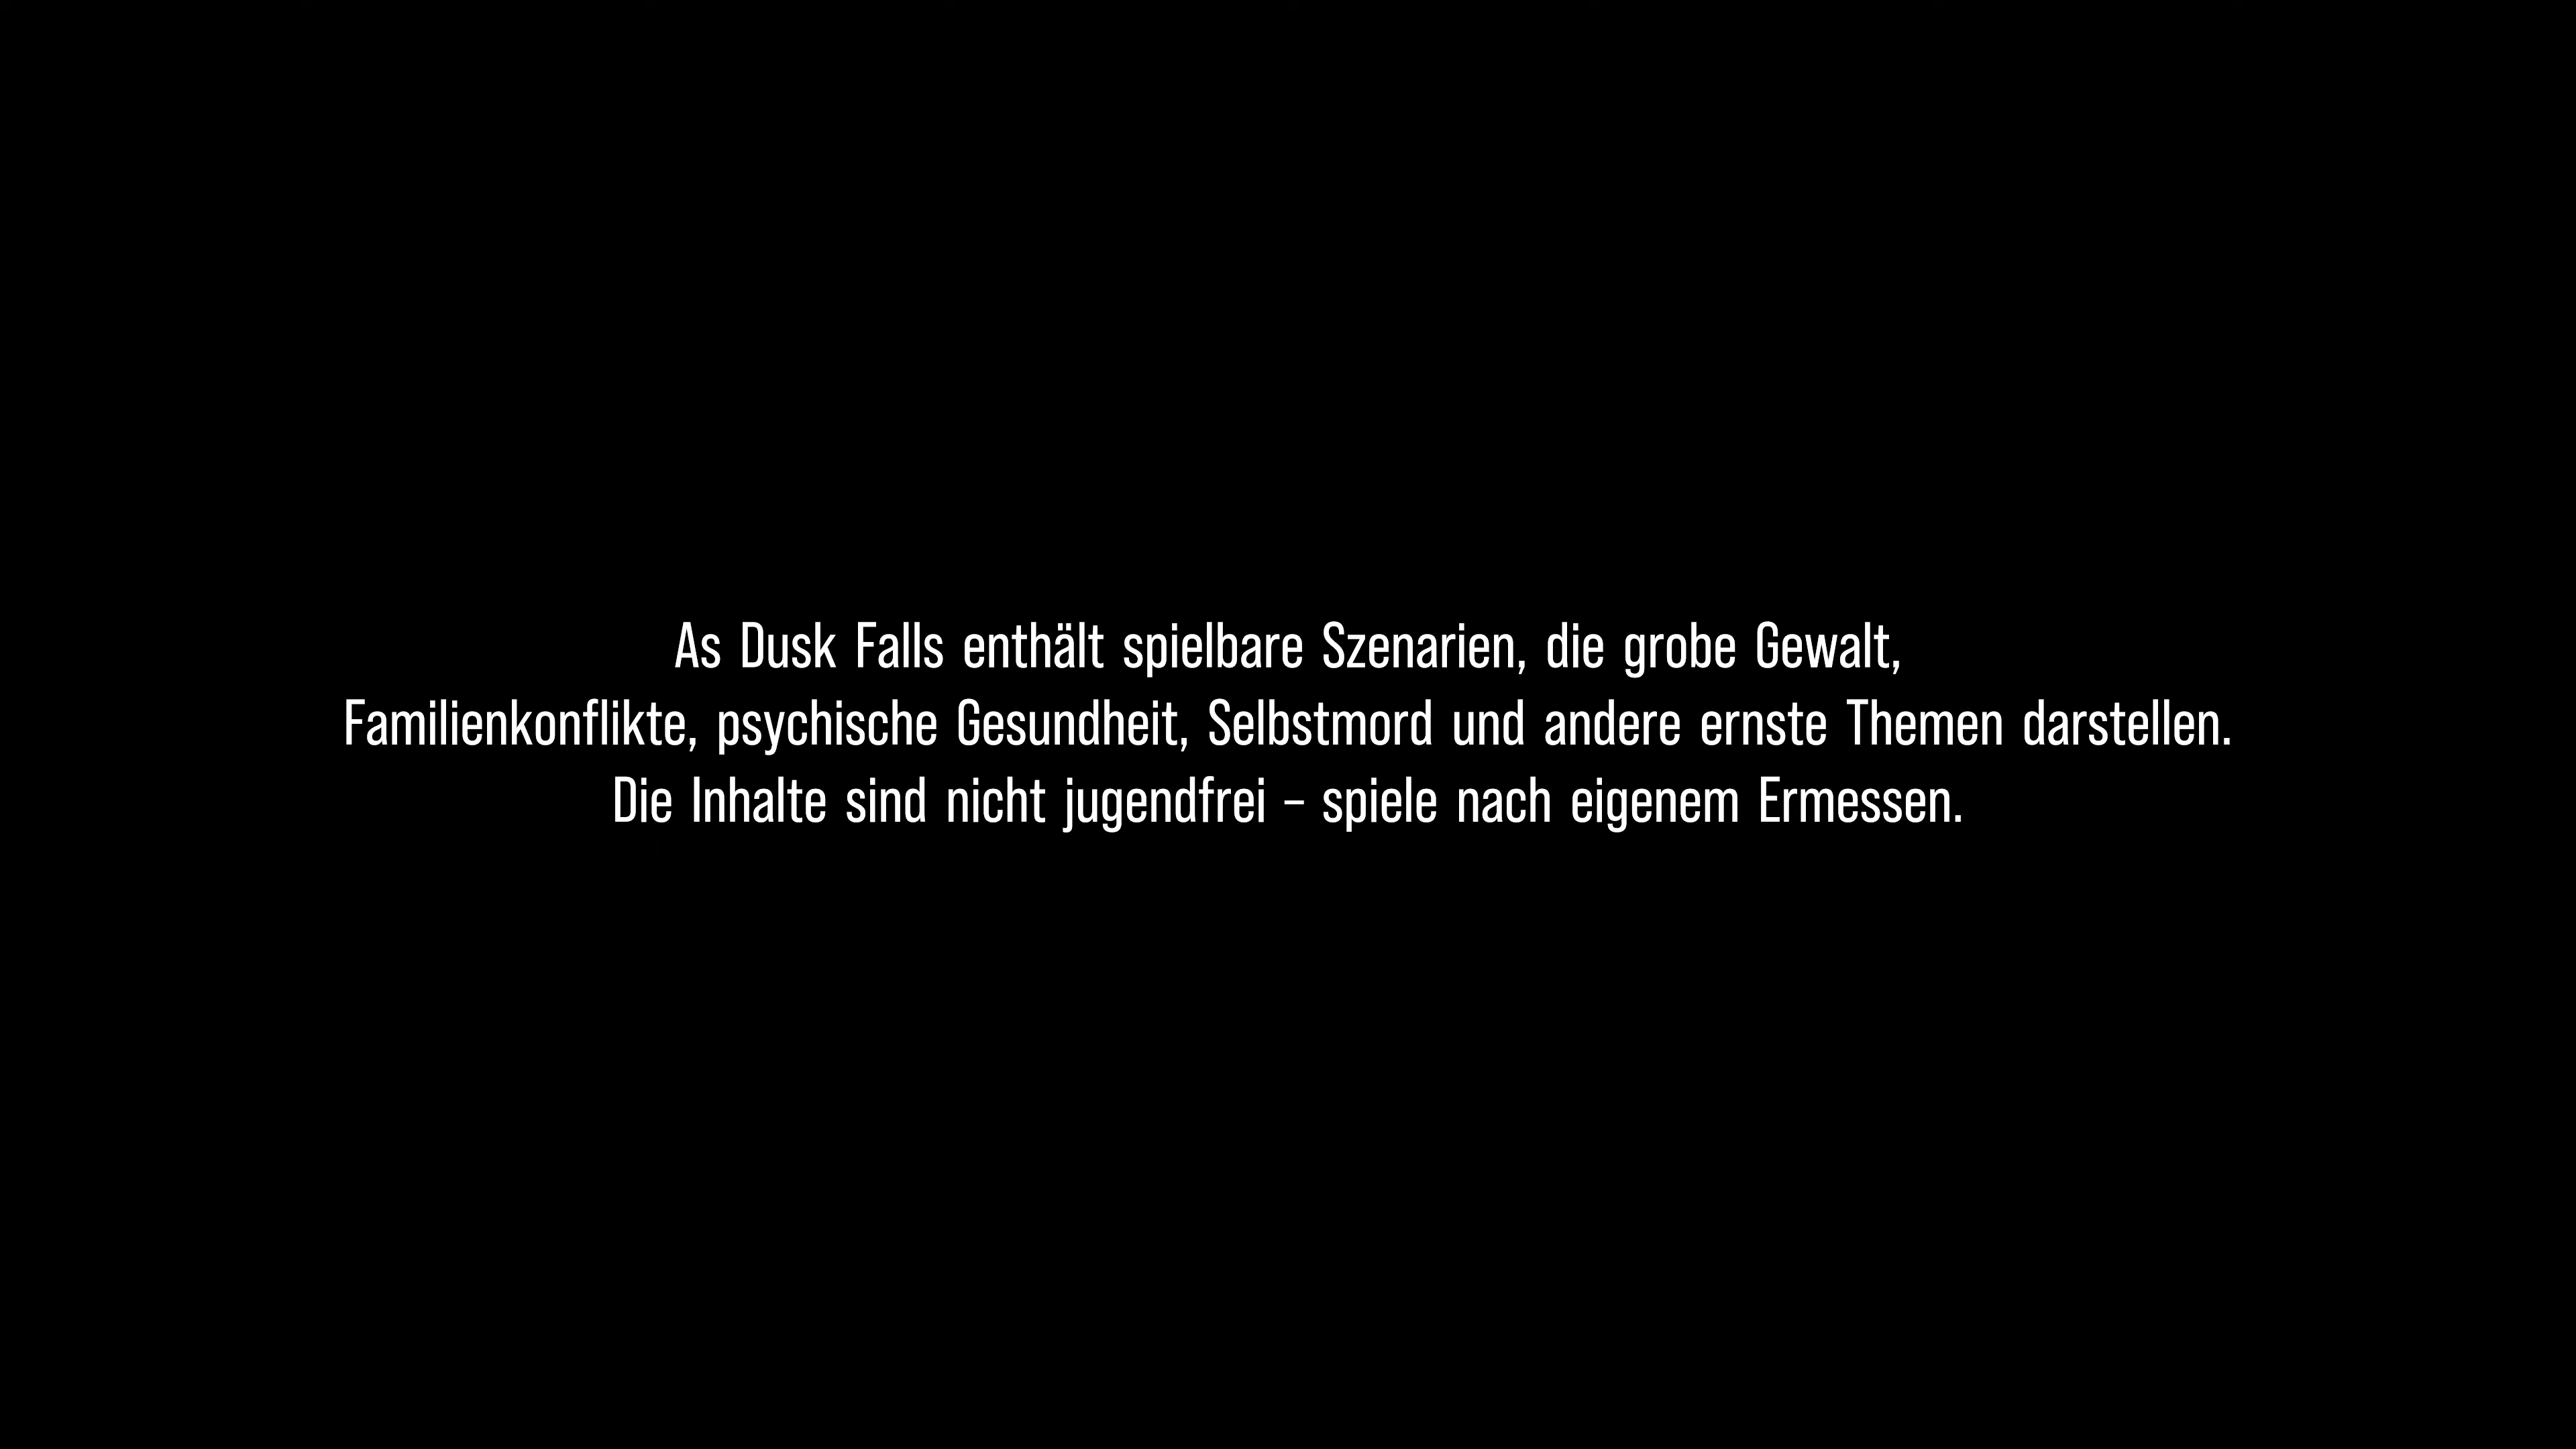 As Dusk Falls enthält spielbare Szenarien, die grobe Gewalt,
Familienkonflikte, psychische Gesundheit, Selbstmord und andere ernste Themen darstellen.
Die Inhalte sind nicht jugendfrei – spiele nach eigenem Ermessen.